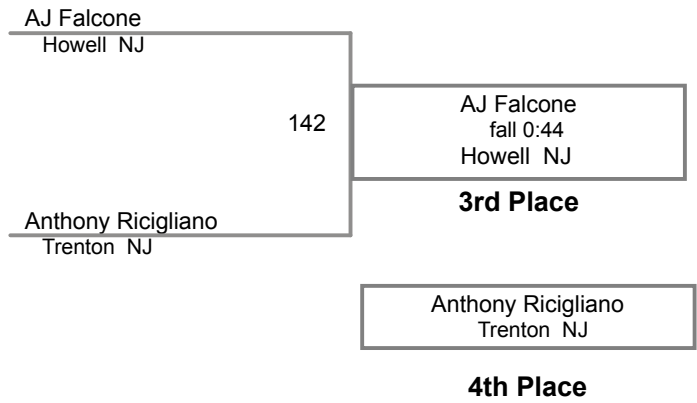 AJ Falcone
Howell NJ
142
AJ Falcone
fall 0:44
Howell NJ
3rd Place
Anthony Ricigliano
Trenton NJ
Anthony Ricigliano
Trenton NJ
4th Place